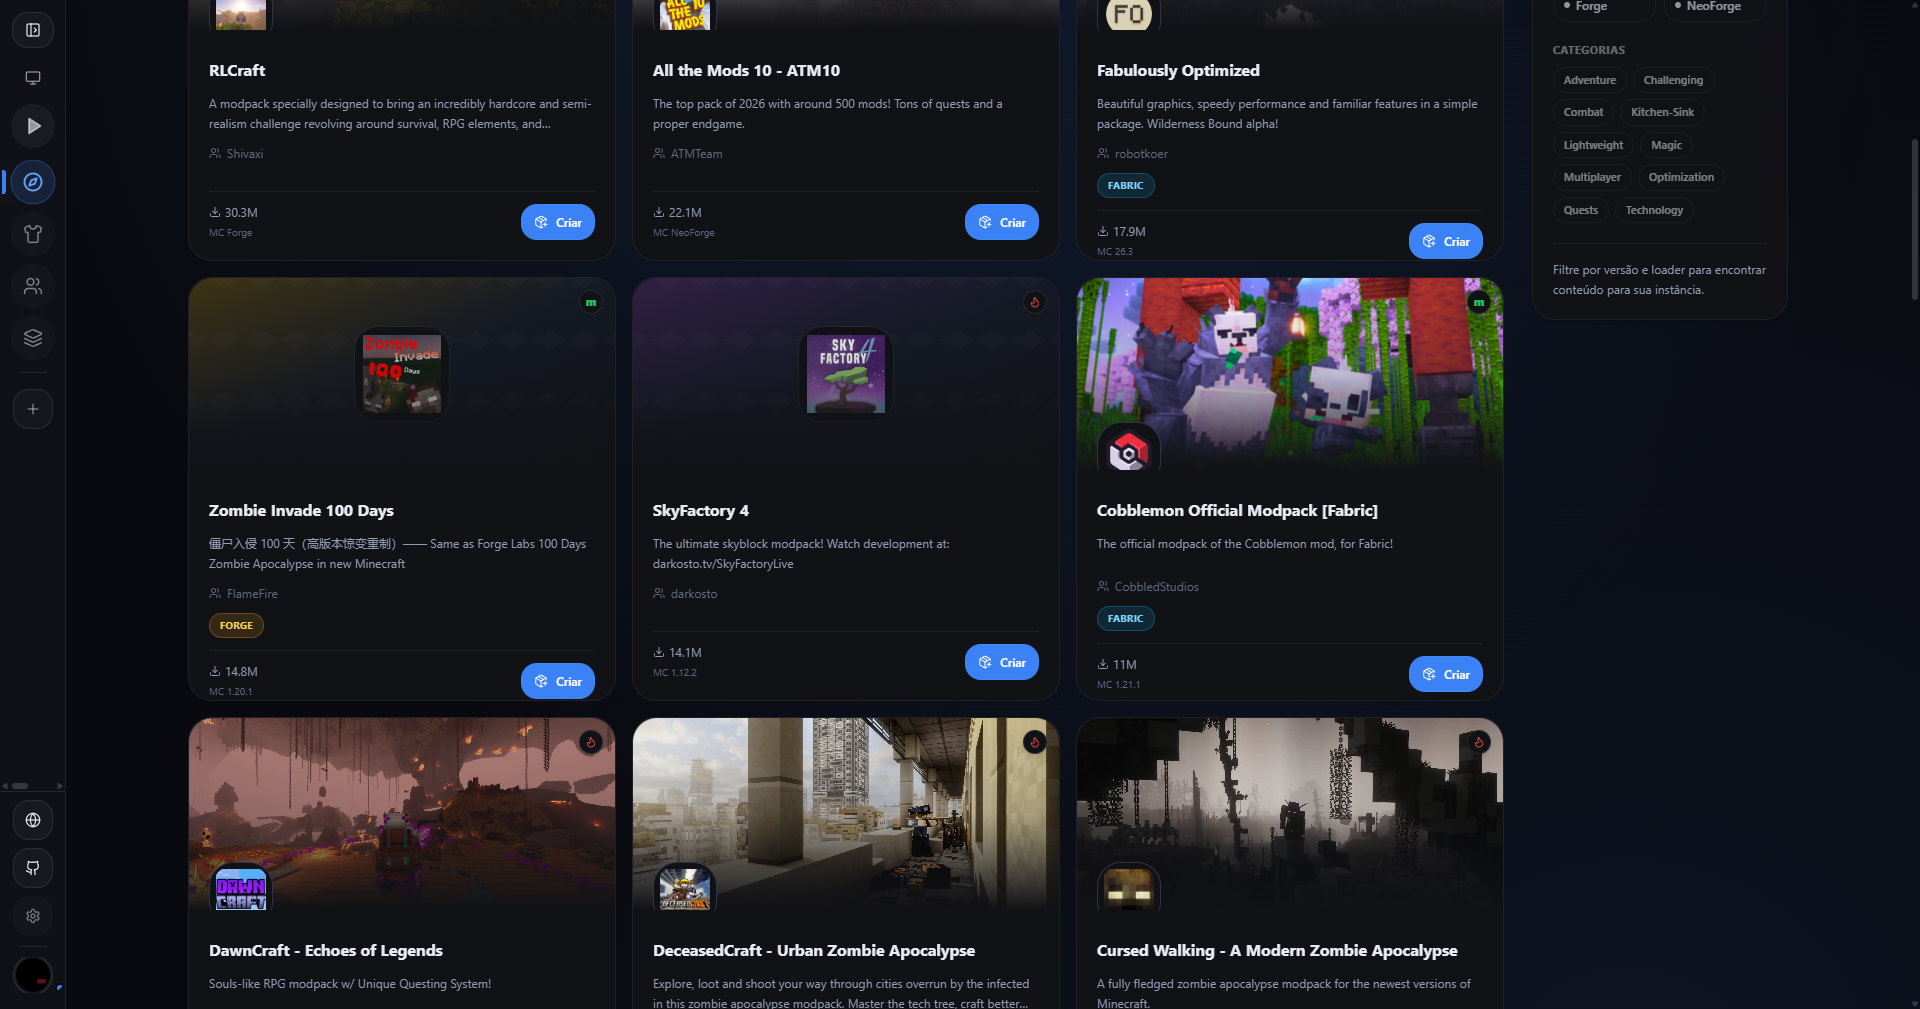 ALL
THE 10
MODS
FO
Forge
NeoForge
RLCraft
A modpack specially designed to bring an incredibly hardcore and semi-
realism challenge revolving around survival, RPG elements, and...
Shivaxi
30.3M
MC Forge
Criar
All the Mods 10 - ATM10
The top pack of 2026 with around 500 mods! Tons of quests and a
proper endgame.
ATMTeam
22.1M
MC NeoForge
Criar
Fabulously Optimized
Beautiful graphics, speedy performance and familiar features in a simple
package. Wilderness Bound alpha!
robotkoer
FABRIC
17.9M
MC 26.3
Criar
CATEGORIAS
Adventure
Challenging
Combat
Kitchen-Sink
Lightweight
Magic
Multiplayer
Optimization
Quests
Technology
Filtre por versão e loader para encontrar
conteúdo para sua instância.
m
Zombie
Invade
100 Days
Zombie Invade 100 Days
僵尸入侵 100 天（高版本惊变重制）—— Same as Forge Labs 100 Days
Zombie Apocalypse in new Minecraft
FlameFire
FORGE
14.8M
MC 1.20.1
Criar
SKY
FACTORY 4
SkyFactory 4
The ultimate skyblock modpack! Watch development at:
darkosto.tv/SkyFactoryLive
darkosto
14.1M
MC 1.12.2
Criar
m
Cobblemon Official Modpack [Fabric]
The official modpack of the Cobblemon mod, for Fabric!
CobbledStudios
FABRIC
11M
MC 1.21.1
Criar
DAWN
CRAFT
DawnCraft - Echoes of Legends
Souls-like RPG modpack w/ Unique Questing System!
DECEASEDCRAFT
DeceasedCraft - Urban Zombie Apocalypse
Explore, loot and shoot your way through cities overrun by the infected
in this zombie apocalypse modpack. Master the tech tree, craft better...
Cursed Walking - A Modern Zombie Apocalypse
A fully fledged zombie apocalypse modpack for the newest versions of
Minecraft.